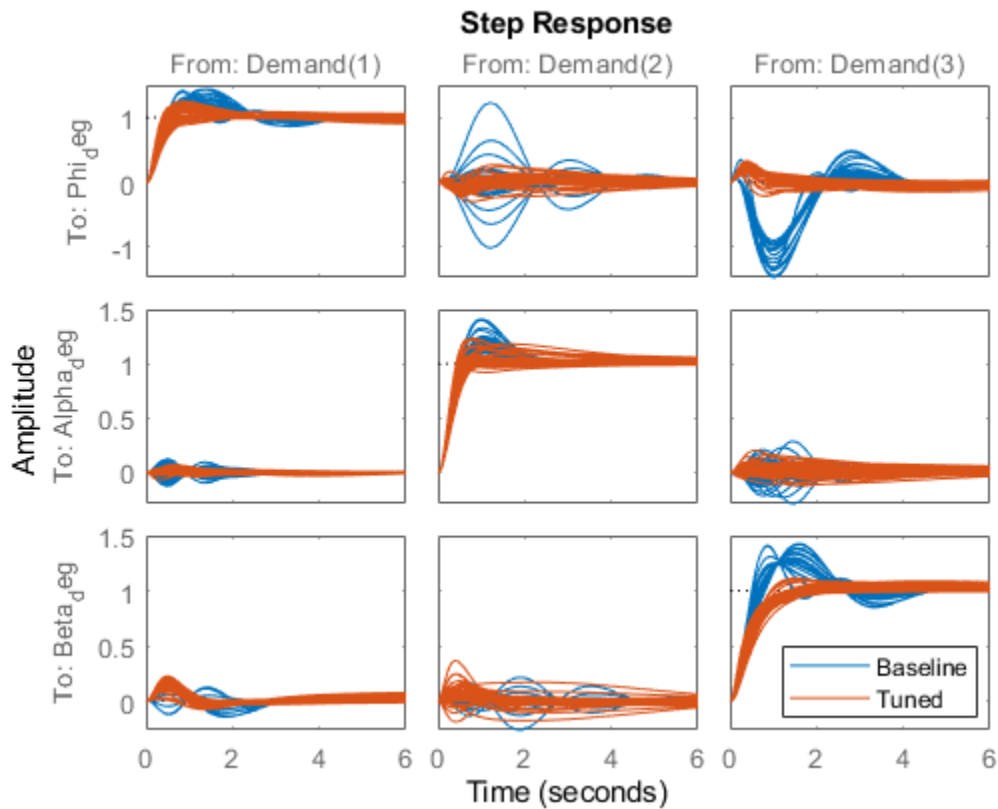 Step Response
From: Demand(1) From: Demand(2) From: Demand(3)
Amplitude
To: Phi_deg
1
0
-1
To: Alpha_deg
1.5
1
0.5
0
To: Beta_deg
1.5
1
0.5
0
Baseline
Tuned
0 2 4 6 0 2 4 6 0 2 4 6
Time (seconds)